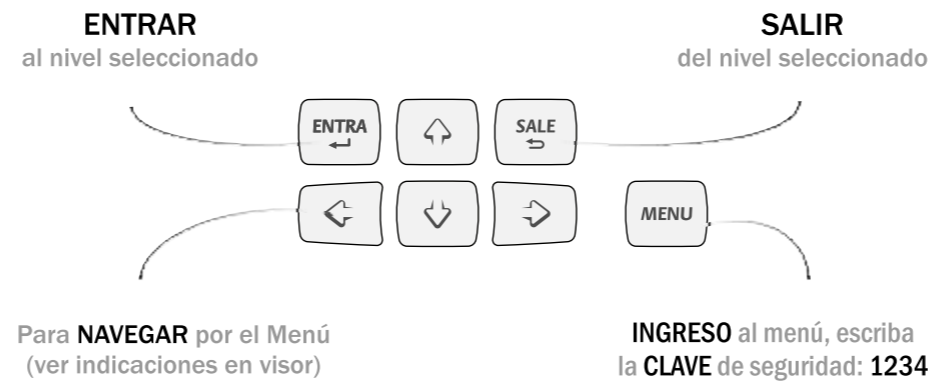 ENTRAR
al nivel seleccionado
SALIR
del nivel seleccionado
ENTRA
SALE
MENU
Para NAVEGAR por el Menú
(ver indicaciones en visor)
INGRESO al menú, escriba
la CLAVE de seguridad: 1234